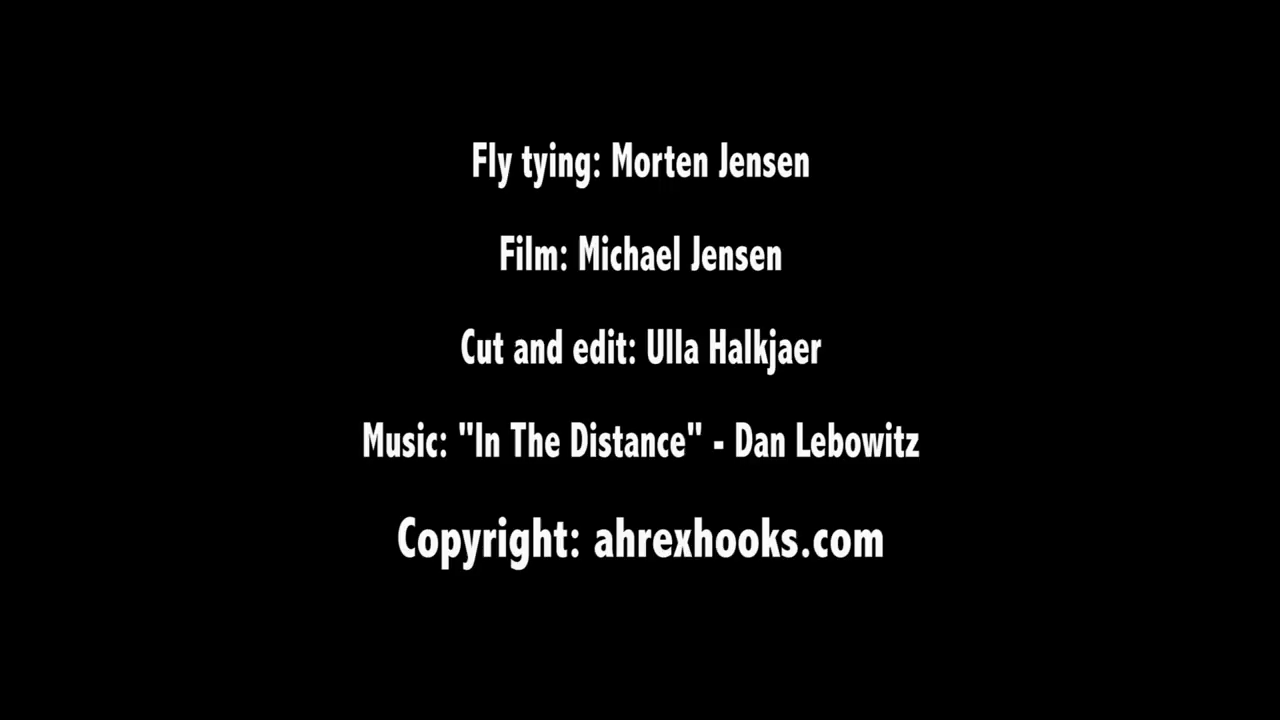 Fly tying: Morten Jensen
Film: Michael Jensen
Cut and edit: Ulla Halkjaer
Music: "In The Distance" - Dan Lebowitz
Copyright: ahrexhooks.com